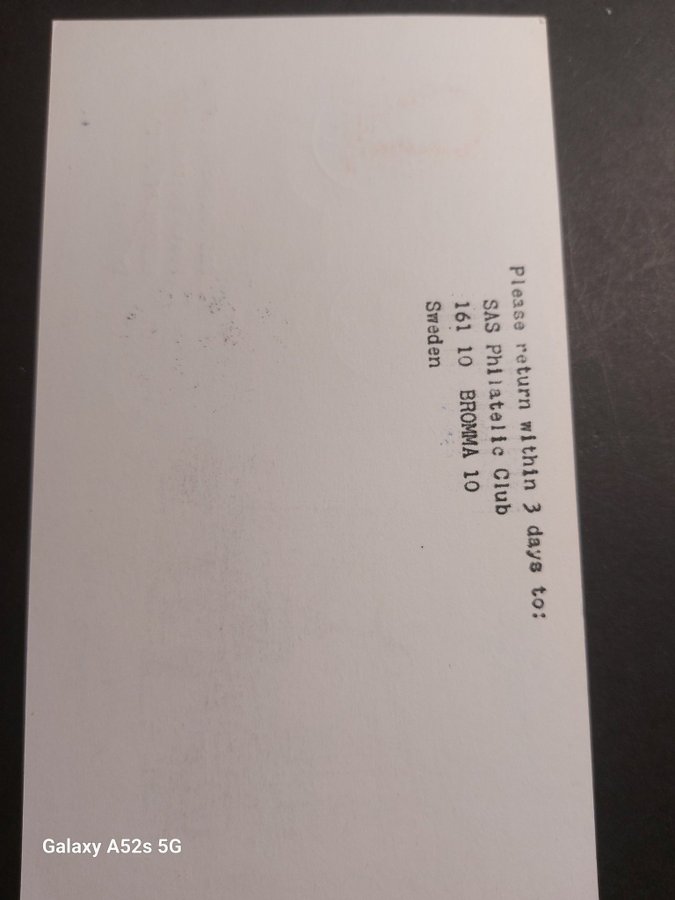 Please return within 3 days to:
SAS Philatelic Club
161 10 BROMMA 10
Sweden
Galaxy A52s 5G